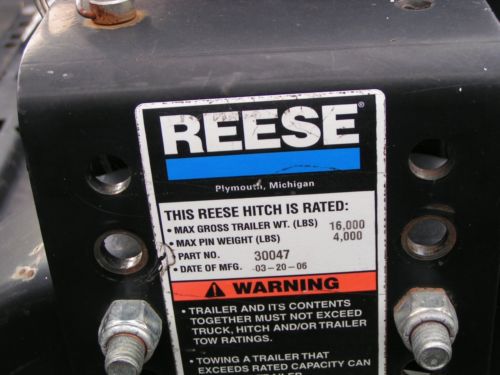 REESE®
Plymouth, Michigan
THIS REESE HITCH IS RATED:
• MAX GROSS TRAILER WT. (LBS) 16,000
• MAX PIN WEIGHT (LBS) 4,000
PART NO. 30047
• DATE OF MFG. 03-20-06
WARNING
• TRAILER AND ITS CONTENTS
TOGETHER MUST NOT EXCEED
TRUCK, HITCH AND/OR TRAILER
TOW RATINGS.
• TOWING A TRAILER THAT
EXCEEDS RATED CAPACITY CAN